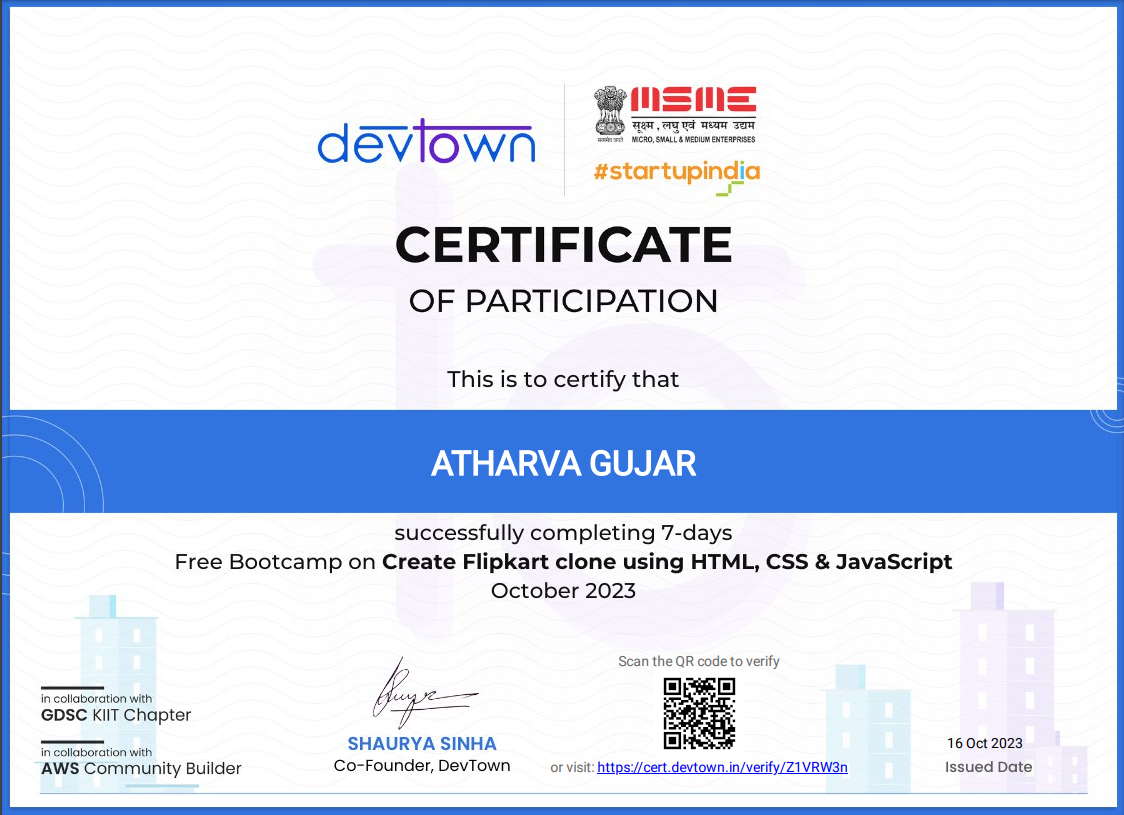 devtown
MSME
सूक्ष्म, लघु एवं मध्यम उद्यम
सत्यमेव जयते
MICRO, SMALL & MEDIUM ENTERPRISES
#startupindia
CERTIFICATE
OF PARTICIPATION
This is to certify that
ATHARVA GUJAR
successfully completing 7-days
Free Bootcamp on Create Flipkart clone using HTML, CSS & JavaScript
October 2023
in collaboration with
GDSC KIIT Chapter
in collaboration with
AWS Community Builder
SHAURYA SINHA
Co-Founder, DevTown
Scan the QR code to verify
or visit: https://cert.devtown.in/verify/Z1VRW3n
16 Oct 2023
Issued Date